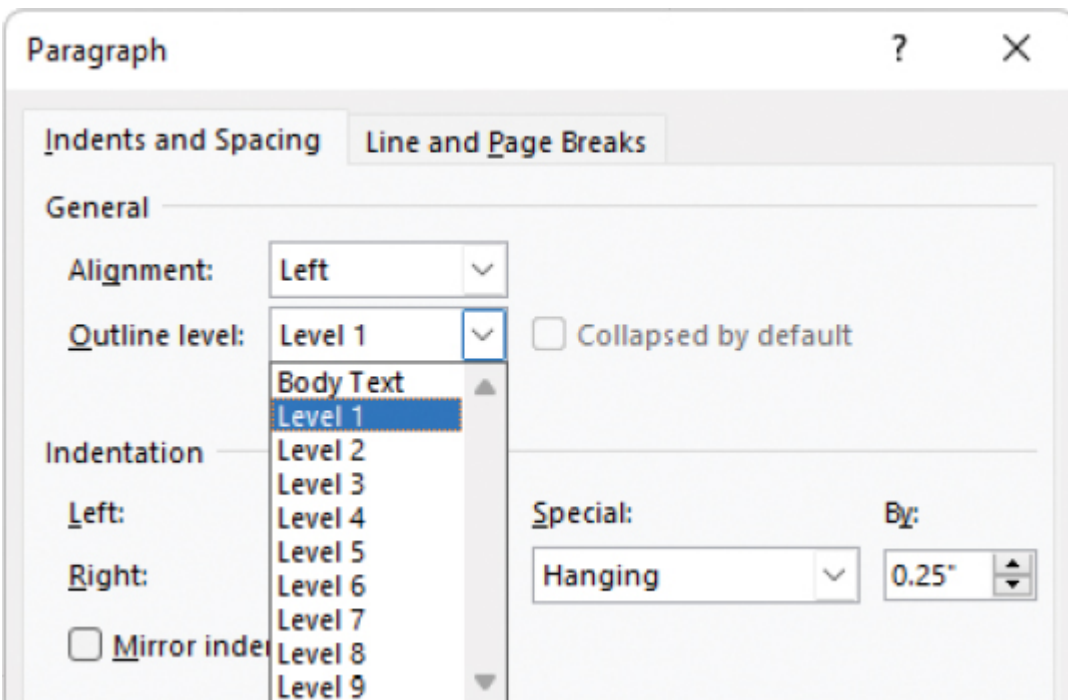 Paragraph ?
Indents and Spacing Line and Page Breaks
General
Alignment: Left
Outline level: Level 1 Collapsed by default
Body Text
Level 1
Level 2
Indentation
Level 3
Left: Level 4 Special: By:
Level 5
Right: Level 6 Hanging 0.25"
Level 7
Mirror inde Level 8
Level 9